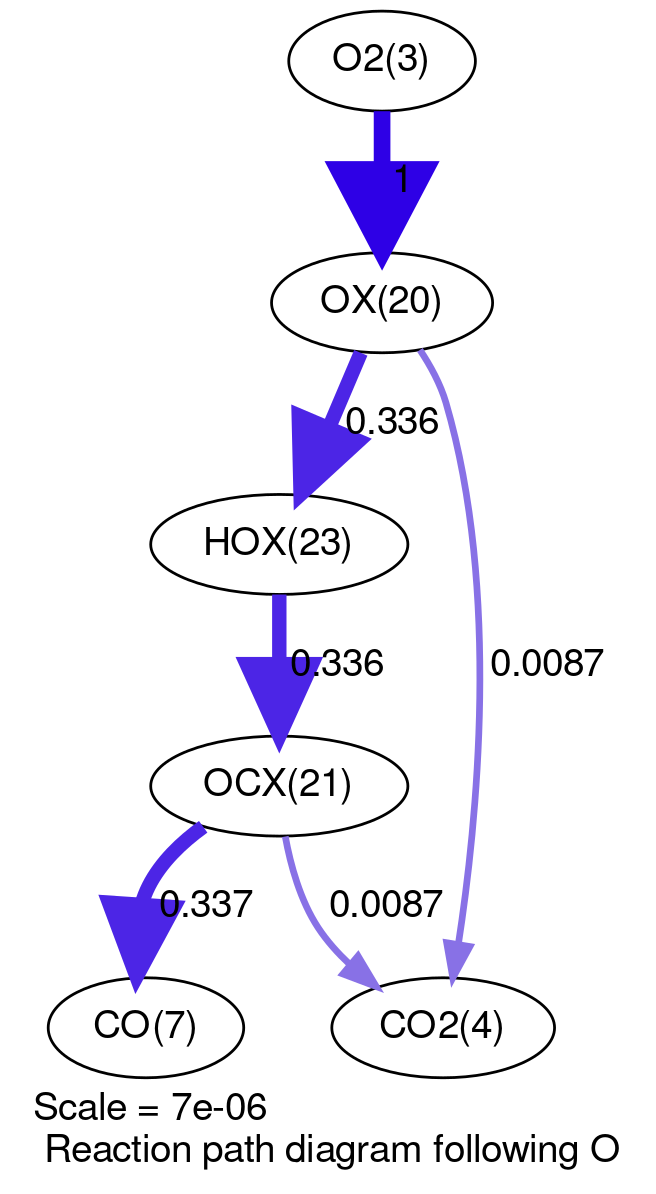 O2(3)
1
OX(20)
0.336
HOX(23)
0.336
0.0087
OCX(21)
0.337
0.0087
CO(7)
CO2(4)
Scale = 7e-06
Reaction path diagram following O